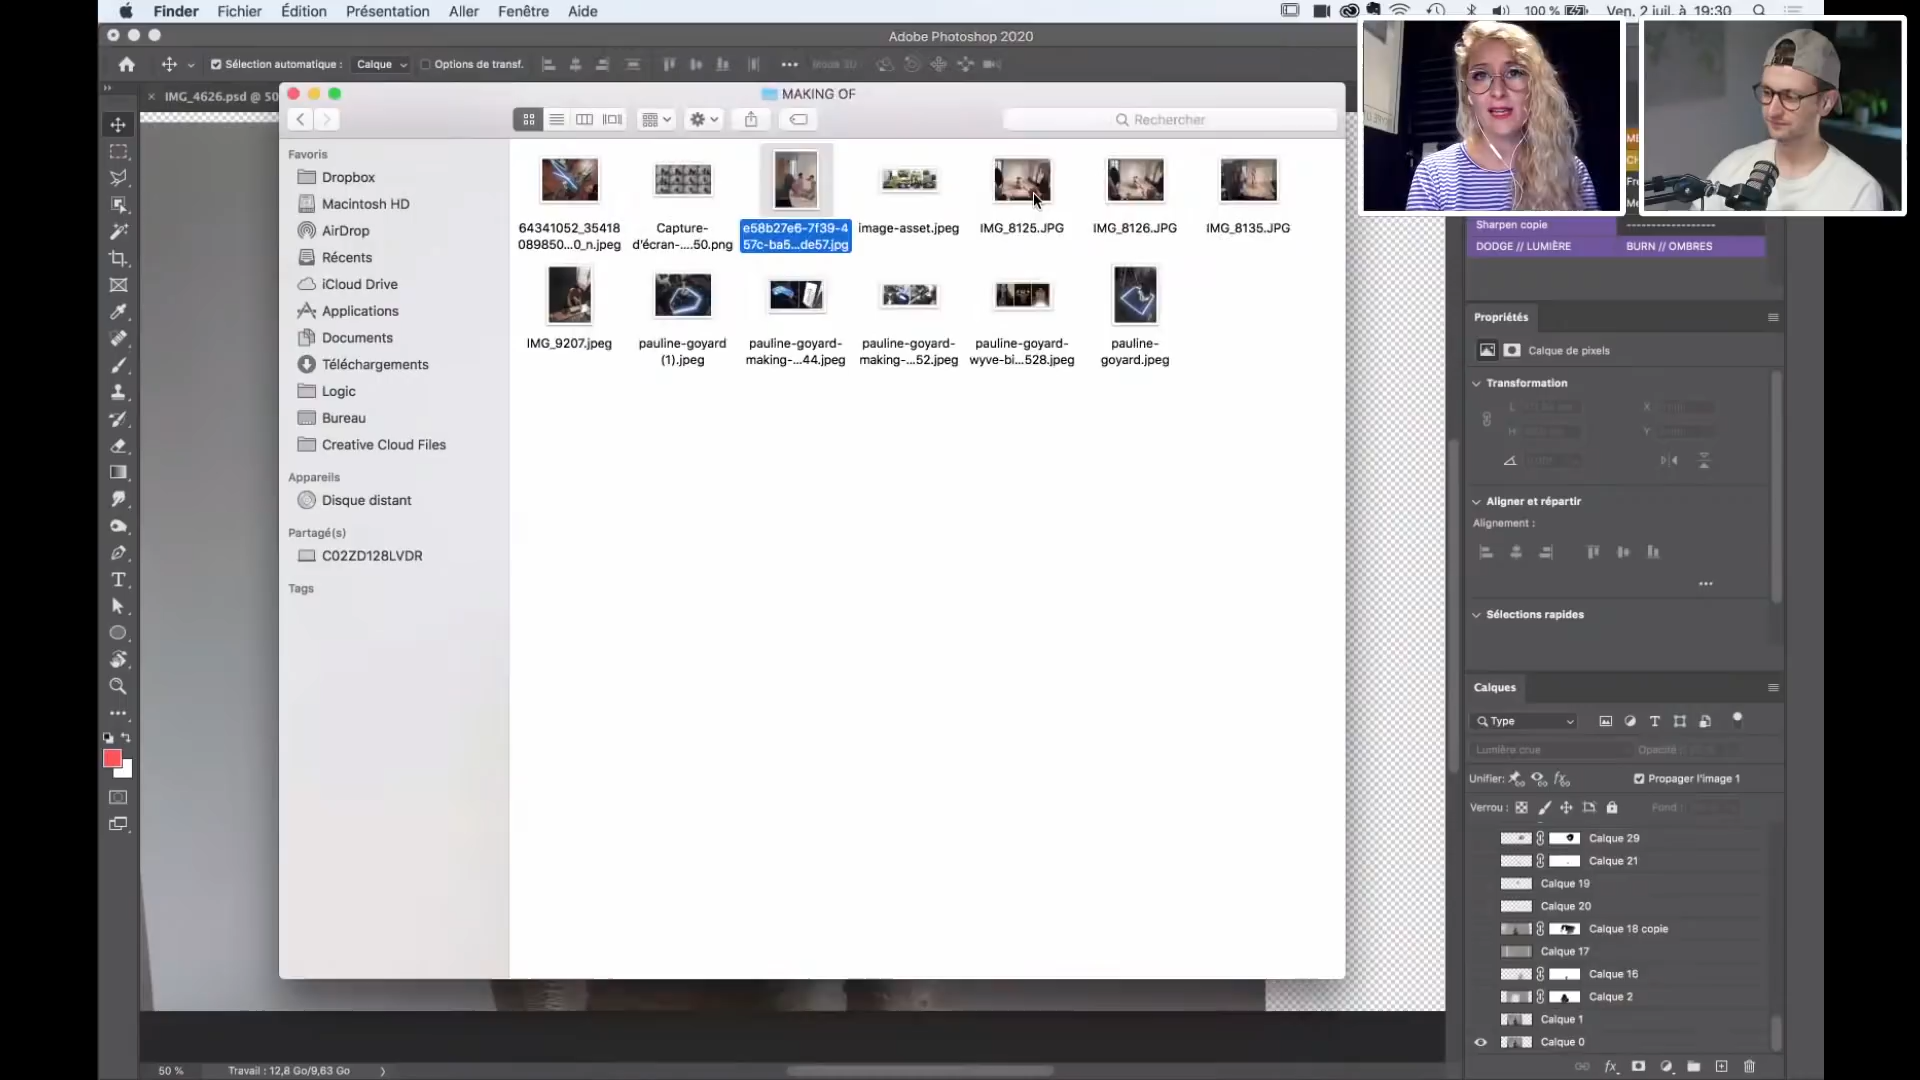 Finder Fichier Édition Présentation Aller Fenêtre Aide
100 % Ven. 2 juil. à 19:30
Adobe Photoshop 2020
Sélection automatique : Calque Options de transf. Mode 3D
IMG_4626.psd @ 50
MAKING OF
Rechercher
Favoris
Dropbox
Macintosh HD
AirDrop
Récents
iCloud Drive
Applications
Documents
Téléchargements
Logic
Bureau
Creative Cloud Files
Appareils
Disque distant
Partagé(s)
C02ZD128LVDR
Tags
64341052_35418
089850...0_n.jpeg
Capture-
d'écran-....50.png
e58b27e6-7f39-4
57c-ba5...de57.jpg
image-asset.jpeg
IMG_8125.JPG
IMG_8126.JPG
IMG_8135.JPG
IMG_9207.jpeg
pauline-goyard
(1).jpeg
pauline-goyard-
making-...44.jpeg
pauline-goyard-
making-...52.jpeg
pauline-goyard-
wyve-bi...528.jpeg
pauline-
goyard.jpeg
Sharpen copie ------------------
DODGE // LUMIÈRE BURN // OMBRES
Propriétés
Calque de pixels
Transformation
L X
H Y
Aligner et répartir
Alignement :
Sélections rapides
Calques
Type
Lumière crue Opacité :
Unifier : Propager l'image 1
Verrou : Fond :
Calque 29
Calque 21
Calque 19
Calque 20
Calque 18 copie
Calque 17
Calque 16
Calque 2
Calque 1
Calque 0
50 % Travail : 12,8 Go/9,63 Go